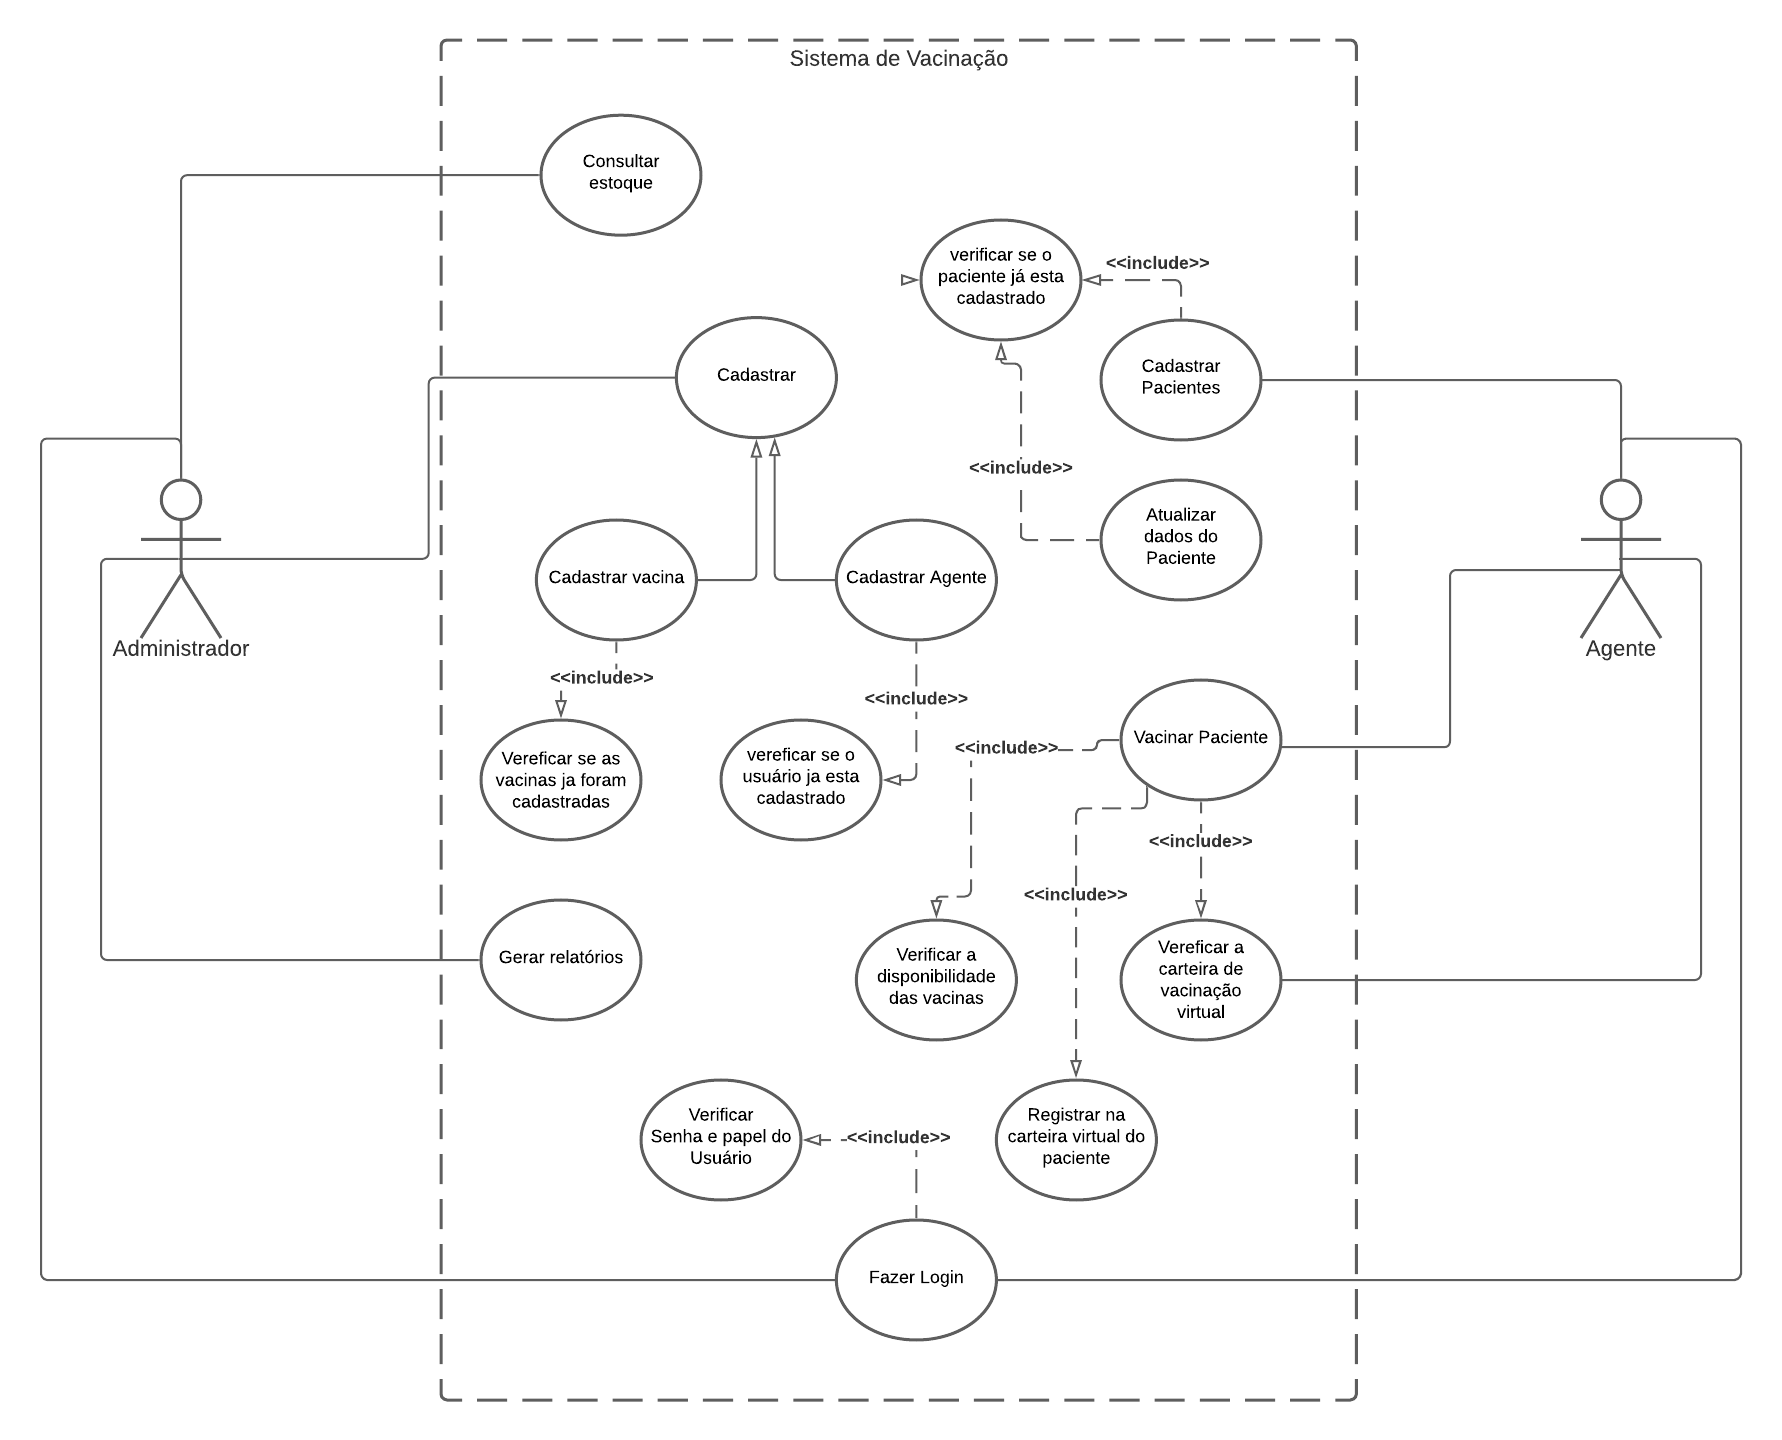 Sistema de Vacinação
Consultar
estoque
verificar se o
paciente já esta
cadastrado
<<include>>
Cadastrar
Pacientes
Cadastrar
<<include>>
Atualizar
dados do
Paciente
Cadastrar vacina
Cadastrar Agente
Administrador
Agente
<<include>>
<<include>>
Vereficar se as
vacinas ja foram
cadastradas
vereficar se o
usuário ja esta
cadastrado
<<include>>
Vacinar Paciente
<<include>>
<<include>>
Gerar relatórios
Verificar a
disponibilidade
das vacinas
Vereficar a
carteira de
vacinação
virtual
Verificar
Senha e papel do
Usuário
<<include>>
Registrar na
carteira virtual do
paciente
Fazer Login